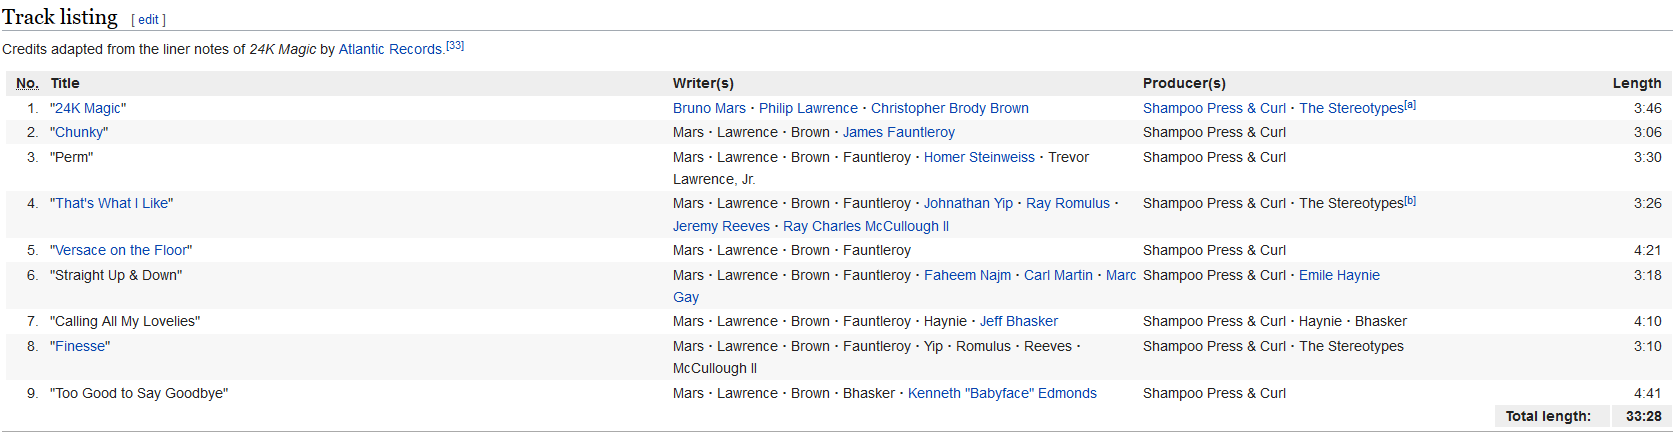 Track listing [ edit ]
Credits adapted from the liner notes of 24K Magic by Atlantic Records.[33]
No. Title Writer(s) Producer(s) Length
1. "24K Magic" Bruno Mars · Philip Lawrence · Christopher Brody Brown Shampoo Press & Curl · The Stereotypes[a] 3:46
2. "Chunky" Mars · Lawrence · Brown · James Fauntleroy Shampoo Press & Curl 3:06
3. "Perm" Mars · Lawrence · Brown · Fauntleroy · Homer Steinweiss · Trevor Shampoo Press & Curl 3:30
Lawrence, Jr.
4. "That's What I Like" Mars · Lawrence · Brown · Fauntleroy · Johnathan Yip · Ray Romulus · Shampoo Press & Curl · The Stereotypes[b] 3:26
Jeremy Reeves · Ray Charles McCullough II
5. "Versace on the Floor" Mars · Lawrence · Brown · Fauntleroy Shampoo Press & Curl 4:21
6. "Straight Up & Down" Mars · Lawrence · Brown · Fauntleroy · Faheem Najm · Carl Martin · Marc Shampoo Press & Curl · Emile Haynie 3:18
Gay
7. "Calling All My Lovelies" Mars · Lawrence · Brown · Fauntleroy · Haynie · Jeff Bhasker Shampoo Press & Curl · Haynie · Bhasker 4:10
8. "Finesse" Mars · Lawrence · Brown · Fauntleroy · Yip · Romulus · Reeves · Shampoo Press & Curl · The Stereotypes 3:10
McCullough II
9. "Too Good to Say Goodbye" Mars · Lawrence · Brown · Bhasker · Kenneth "Babyface" Edmonds Shampoo Press & Curl 4:41
Total length: 33:28